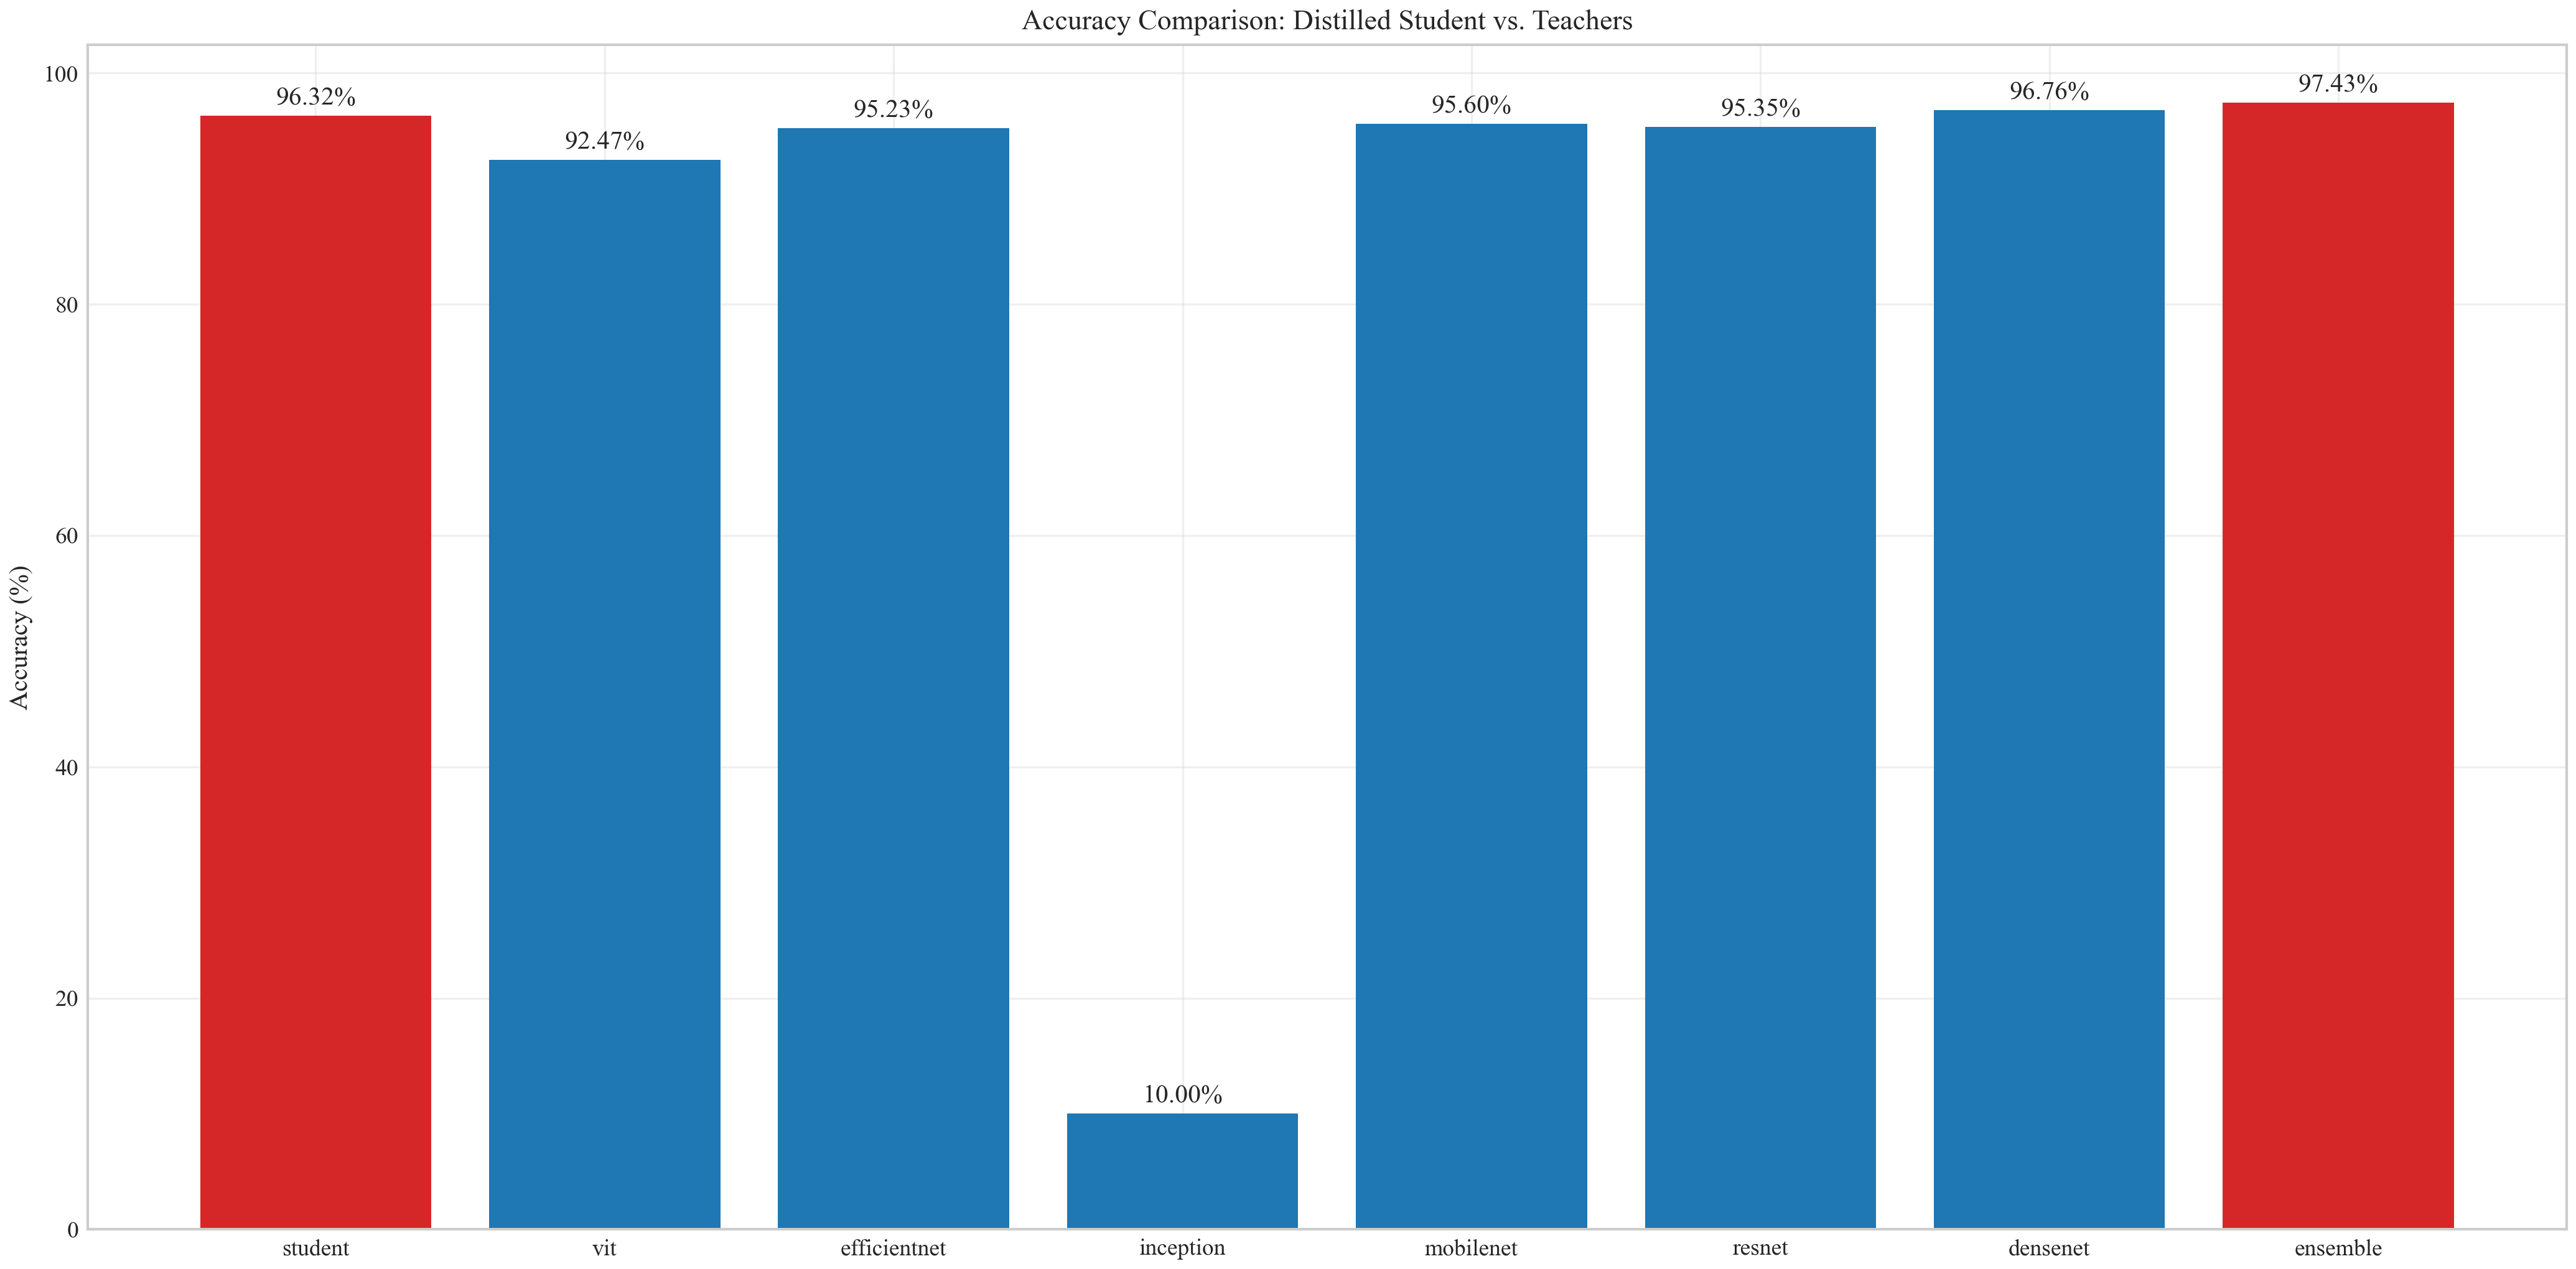 Accuracy Comparison: Distilled Student vs. Teachers
Accuracy (%)
100
80
60
40
20
0
96.32%
92.47%
95.23%
10.00%
95.60%
95.35%
96.76%
97.43%
student
vit
efficientnet
inception
mobilenet
resnet
densenet
ensemble